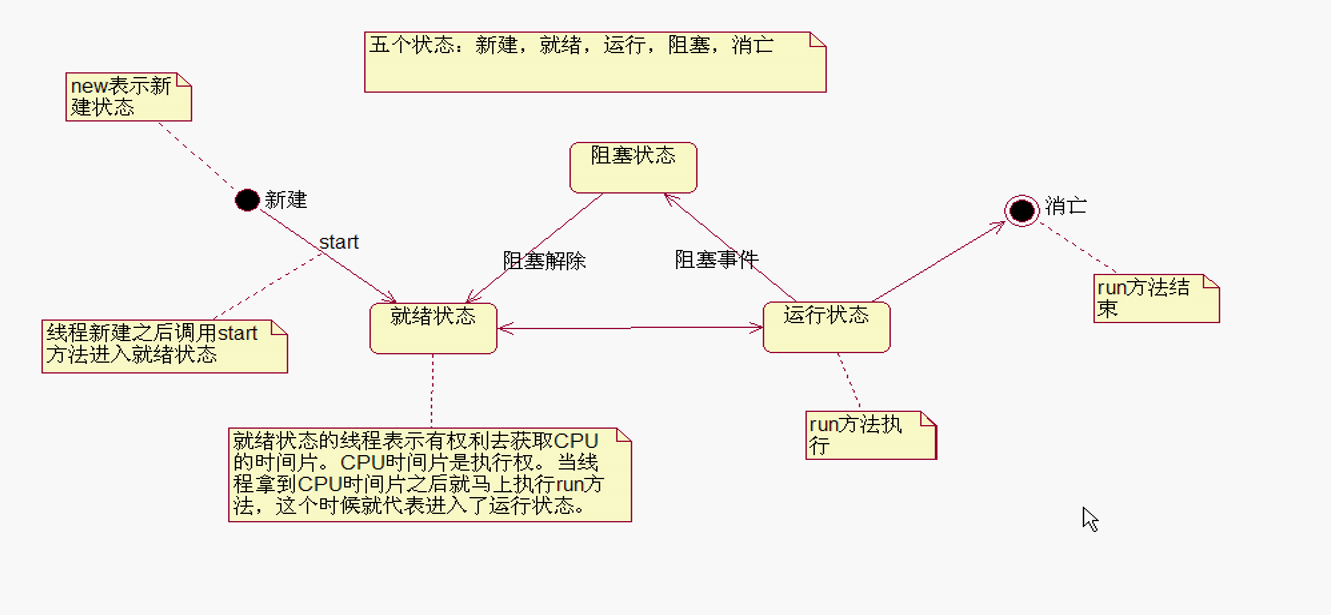 五个状态：新建，就绪，运行，阻塞，消亡
new表示新
建状态
阻塞状态
新建
消亡
start
阻塞解除
阻塞事件
run方法结
束
就绪状态
运行状态
线程新建之后调用start
方法进入就绪状态
run方法执
行
就绪状态的线程表示有权利去获取CPU
的时间片。CPU时间片是执行权。当线
程拿到CPU时间片之后就马上执行run方
法，这个时候就代表进入了运行状态。